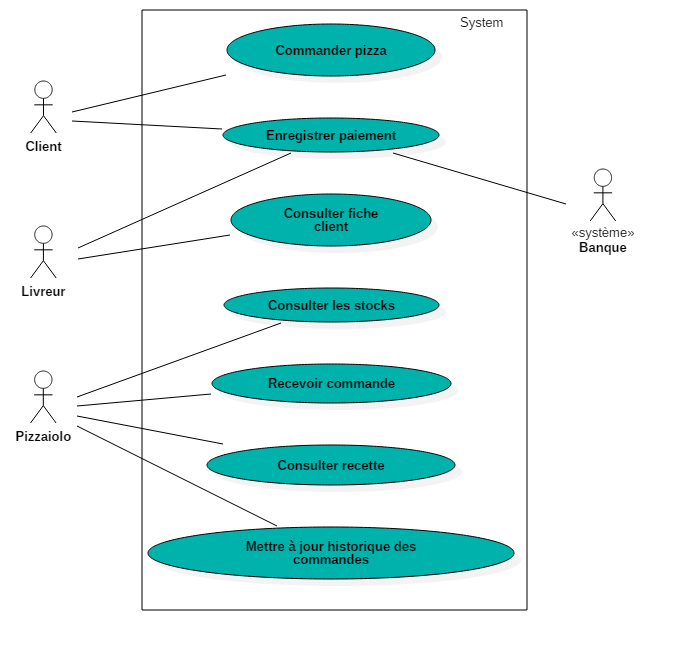 System
Commander pizza
Client
Enregistrer paiement
Consulter fiche
client
«système»
Banque
Livreur
Consulter les stocks
Recevoir commande
Pizzaiolo
Consulter recette
Mettre à jour historique des
commandes